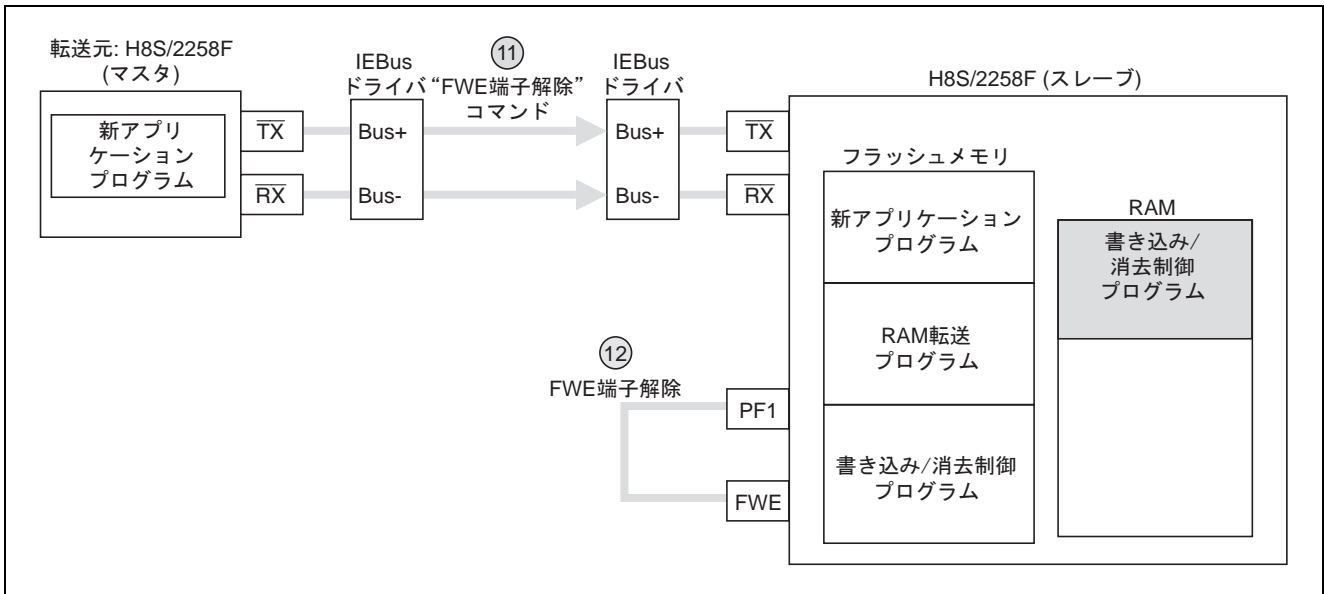 転送元: H8S/2258F
(マスタ)
新アプリ
ケーション
プログラム
TX
RX
IEBus
ドライバ
Bus+
Bus-
⑪
“FWE端子解除”
コマンド
IEBus
ドライバ
Bus+
Bus-
H8S/2258F (スレーブ)
TX
RX
フラッシュメモリ
新アプリケーション
プログラム
RAM転送
プログラム
書き込み/消去制御
プログラム
RAM
書き込み/
消去制御
プログラム
⑫
FWE端子解除
PF1
FWE